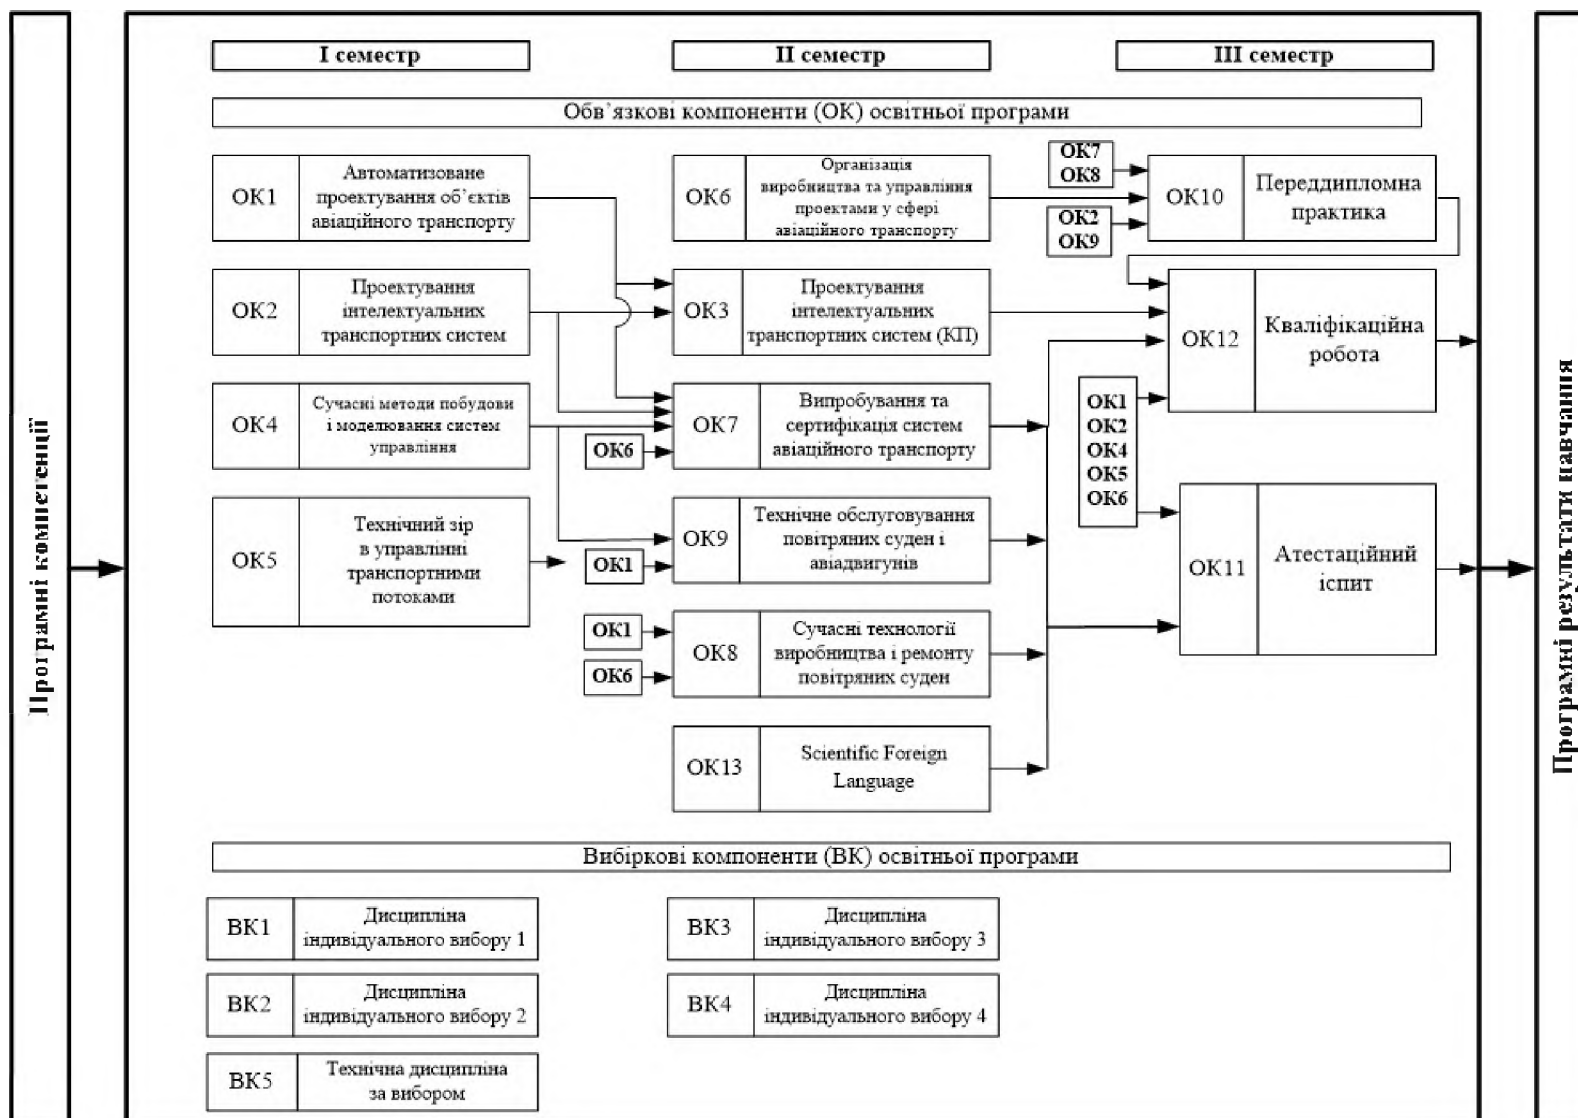 Програмні компетенції
I семестр
II семестр
III семестр
Обв’язкові компоненти (ОК) освітньої програми
ОК1
Автоматизоване
проектування об’єктів
авіаційного транспорту
ОК2
Проектування
інтелектуальних
транспортних систем
ОК4
Сучасні методи побудови
і моделювання систем
управління
ОК5
Технічний зір
в управлінні
транспортними
потоками
ОК6
Організація
виробництва та управління
проектами у сфері
авіаційного транспорту
ОК3
Проектування
інтелектуальних
транспортних систем (КП)
ОК6
ОК7
Випробування та
сертифікація систем
авіаційного транспорту
ОК1
ОК9
Технічне обслуговування
повітряних суден і
авіадвигунів
ОК1
ОК6
ОК8
Сучасні технології
виробництва і ремонту
повітряних суден
ОК13
Scientific Foreign
Language
ОК7
ОК8
ОК2
ОК9
ОК10
Переддипломна
практика
ОК12
Кваліфікаційна
робота
ОК1
ОК2
ОК4
ОК5
ОК6
ОК11
Атестаційний
іспит
Вибіркові компоненти (ВК) освітньої програми
ВК1
Дисципліна
індивідуального вибору 1
ВК2
Дисципліна
індивідуального вибору 2
ВК5
Технічна дисципліна
за вибором
ВК3
Дисципліна
індивідуального вибору 3
ВК4
Дисципліна
індивідуального вибору 4
Програмні результати навчання